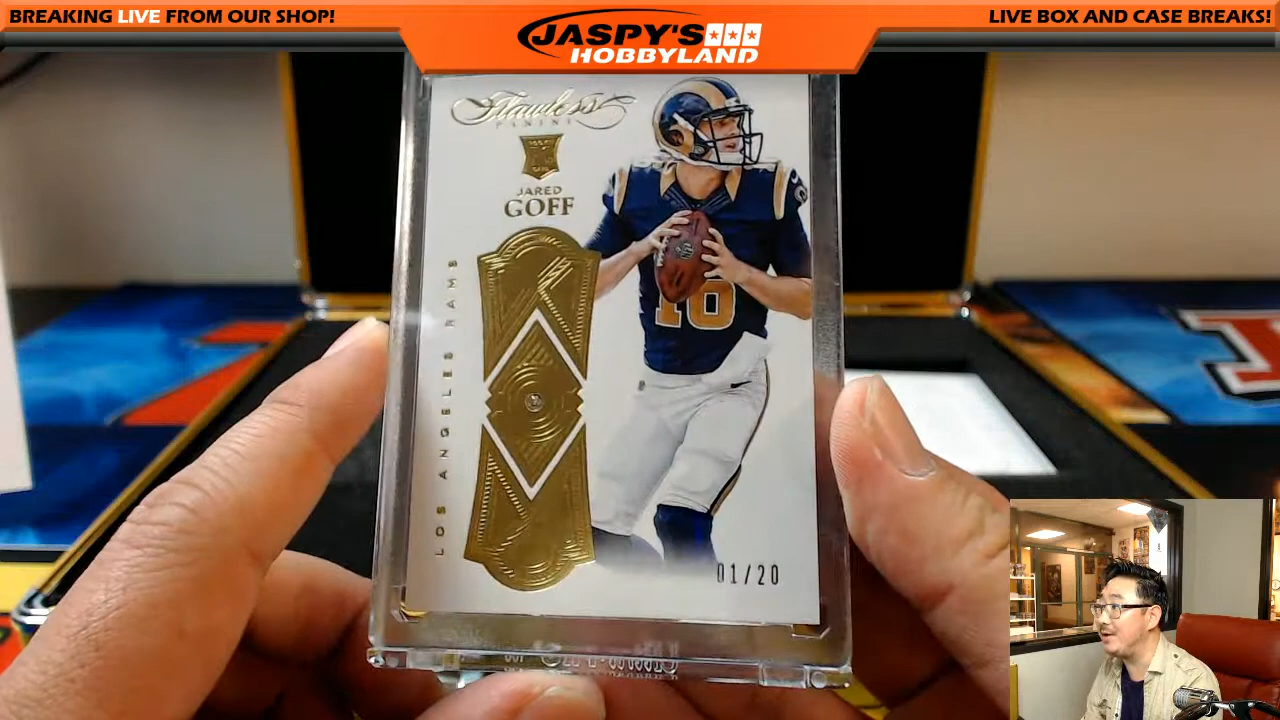 BREAKING LIVE FROM OUR SHOP!
JASPY'S
HOBBYLAND
LIVE BOX AND CASE BREAKS!
Flawless
PANINI
JARED
GOFF
LOS ANGELES RAMS
16
01/20